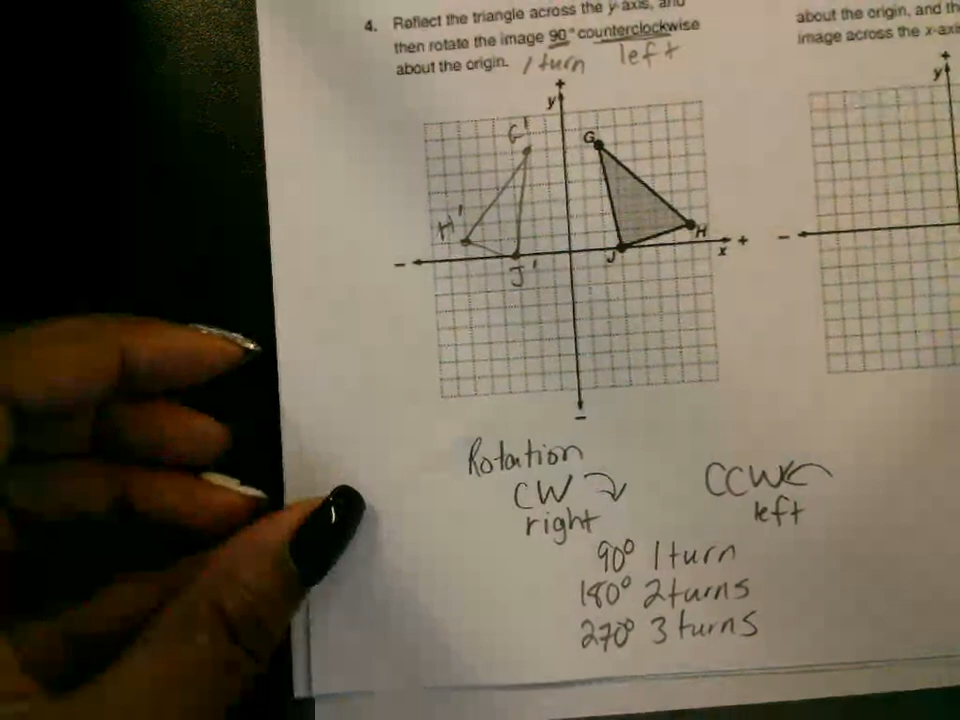 4. Reflect the triangle across the y-axis, and
then rotate the image 90° counterclockwise
about the origin.
1 turn left
+
y
G'
G
H'
H
J'
J
-
x
+
-
Rotation
CW
right
CCW
left
90° 1 turn
180° 2 turns
270° 3 turns
about the origin, and th
image across the x-axis
+
y
-